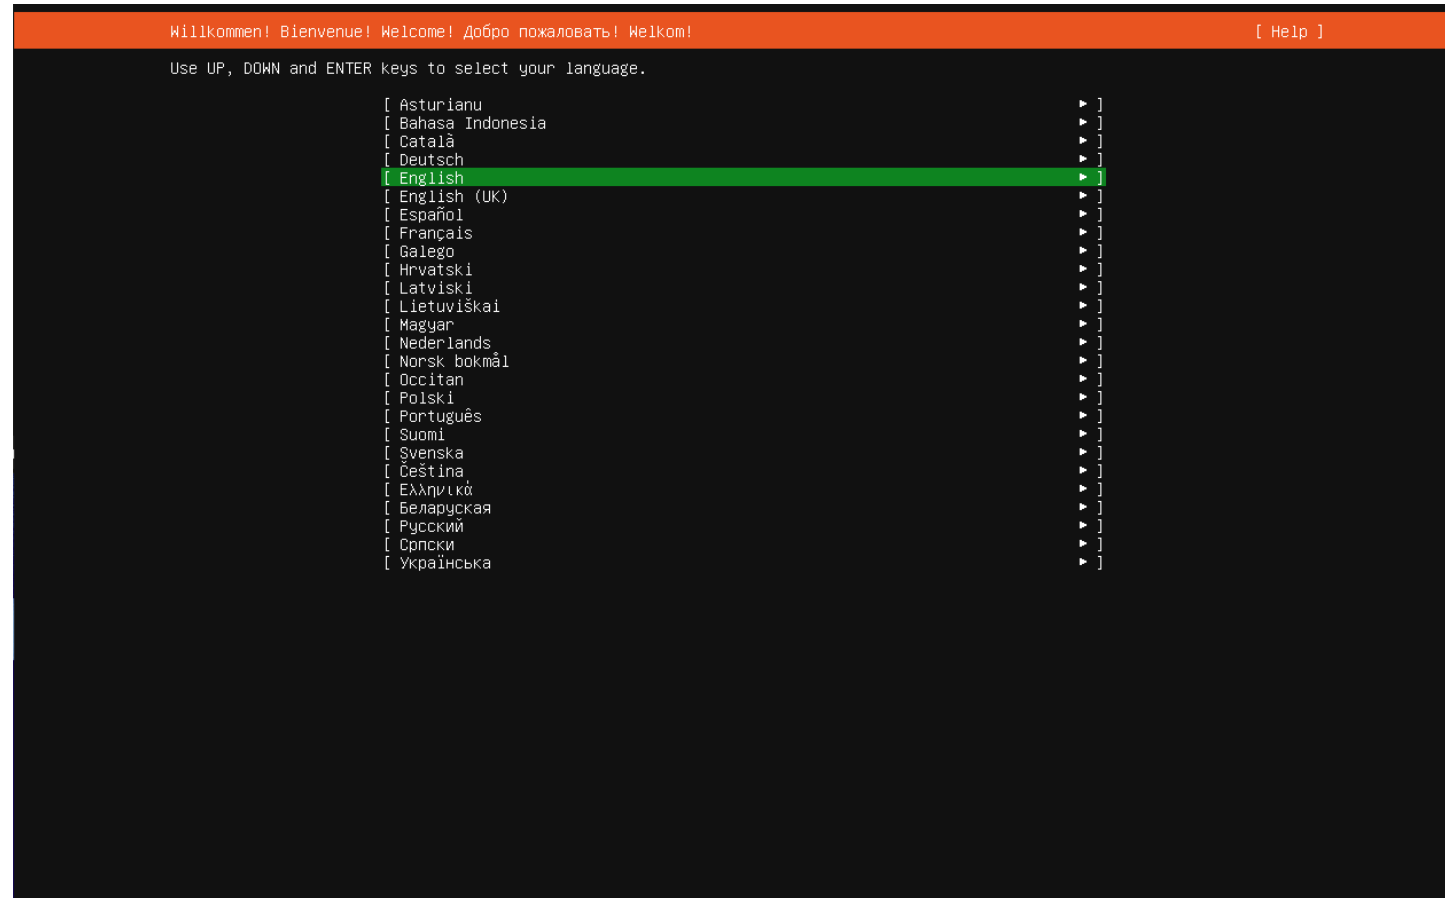 Willkommen! Bienvenue! Welcome! Добро пожаловать! Welkom! [ Help ]
Use UP, DOWN and ENTER keys to select your language.
[ Asturianu ► ]
[ Bahasa Indonesia ► ]
[ Català ► ]
[ Deutsch ► ]
[ English ► ]
[ English (UK) ► ]
[ Español ► ]
[ Français ► ]
[ Galego ► ]
[ Hrvatski ► ]
[ Latviski ► ]
[ Lietuviškai ► ]
[ Magyar ► ]
[ Nederlands ► ]
[ Norsk bokmål ► ]
[ Occitan ► ]
[ Polski ► ]
[ Português ► ]
[ Suomi ► ]
[ Svenska ► ]
[ Čeština ► ]
[ Ελληνικά ► ]
[ Беларуская ► ]
[ Русский ► ]
[ Српски ► ]
[ Українська ► ]